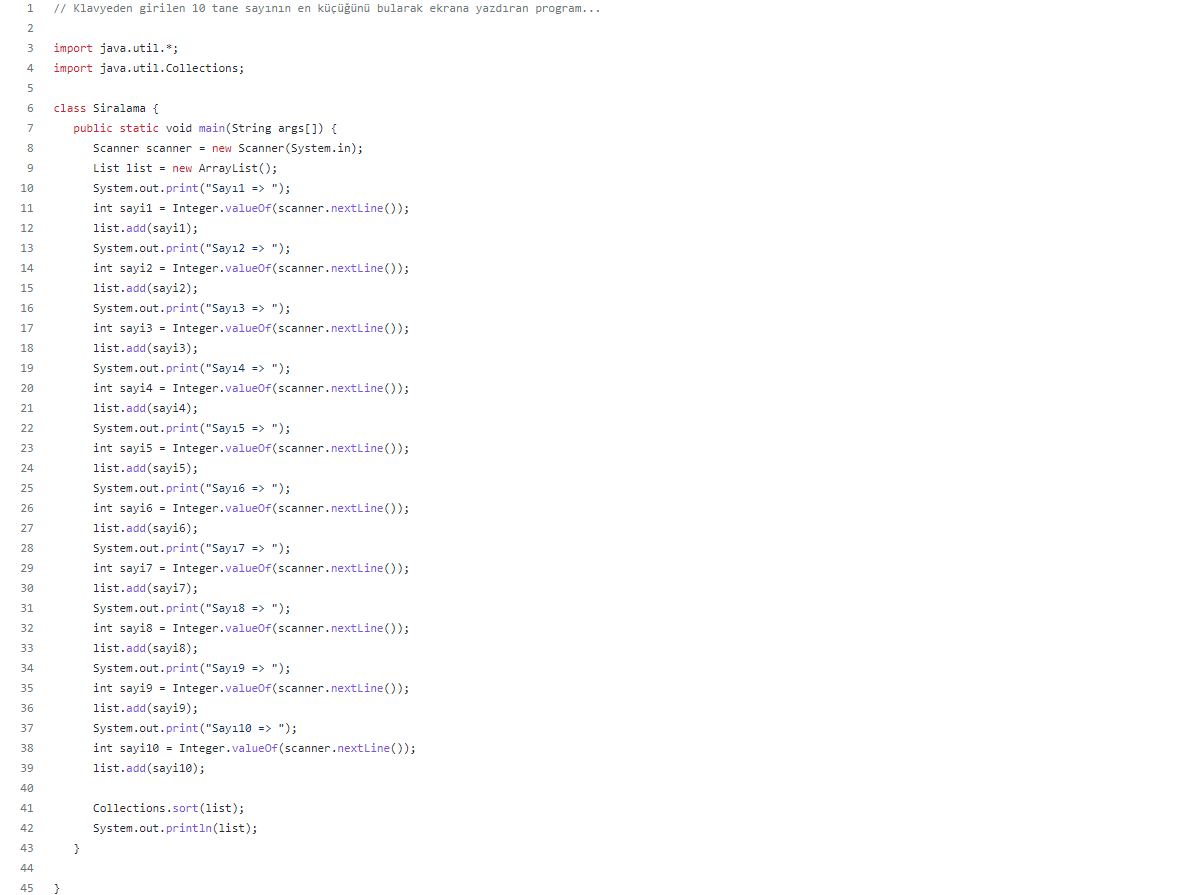 1 // Klavyeden girilen 10 tane sayının en küçüğünü bularak ekrana yazdıran program...
2
3 import java.util.*;
4 import java.util.Collections;
5
6 class Siralama {
7 public static void main(String args[]) {
8 Scanner scanner = new Scanner(System.in);
9 List list = new ArrayList();
10 System.out.print("Sayı1 => ");
11 int sayi1 = Integer.valueOf(scanner.nextLine());
12 list.add(sayi1);
13 System.out.print("Sayı2 => ");
14 int sayi2 = Integer.valueOf(scanner.nextLine());
15 list.add(sayi2);
16 System.out.print("Sayı3 => ");
17 int sayi3 = Integer.valueOf(scanner.nextLine());
18 list.add(sayi3);
19 System.out.print("Sayı4 => ");
20 int sayi4 = Integer.valueOf(scanner.nextLine());
21 list.add(sayi4);
22 System.out.print("Sayı5 => ");
23 int sayi5 = Integer.valueOf(scanner.nextLine());
24 list.add(sayi5);
25 System.out.print("Sayı6 => ");
26 int sayi6 = Integer.valueOf(scanner.nextLine());
27 list.add(sayi6);
28 System.out.print("Sayı7 => ");
29 int sayi7 = Integer.valueOf(scanner.nextLine());
30 list.add(sayi7);
31 System.out.print("Sayı8 => ");
32 int sayi8 = Integer.valueOf(scanner.nextLine());
33 list.add(sayi8);
34 System.out.print("Sayı9 => ");
35 int sayi9 = Integer.valueOf(scanner.nextLine());
36 list.add(sayi9);
37 System.out.print("Sayı10 => ");
38 int sayi10 = Integer.valueOf(scanner.nextLine());
39 list.add(sayi10);
40
41 Collections.sort(list);
42 System.out.println(list);
43 }
44
45 }